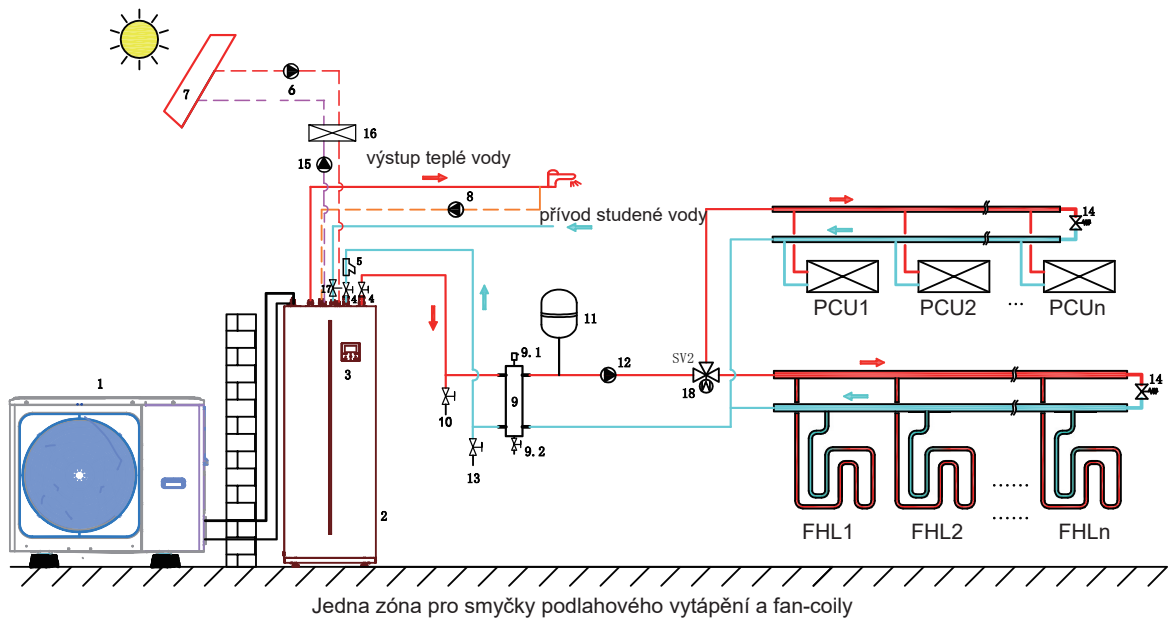 7
6
16
15
výstup teplé vody
8
přívod studené vody
5
17
4
4
14
PCU1
PCU2
...
PCUn
11
9.1
SV2
12
18
14
1
3
9
10
9.2
13
2
FHL1
FHL2
......
......
FHLn
Jedna zóna pro smyčky podlahového vytápění a fan-coily